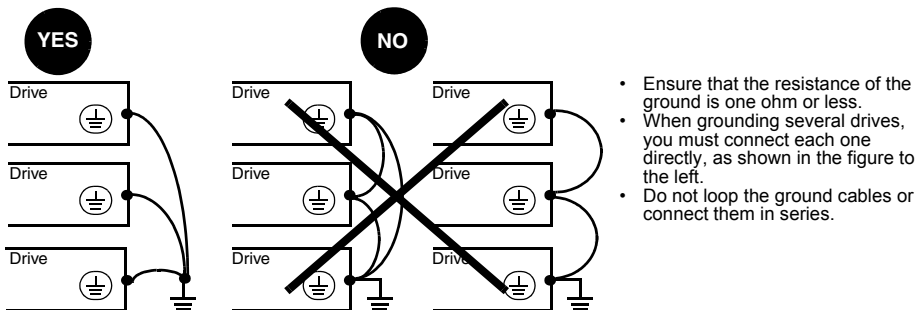 YES
NO
Drive
Drive
Drive
Drive
Drive
Drive
Drive
Drive
Drive
• Ensure that the resistance of the
ground is one ohm or less.
• When grounding several drives,
you must connect each one
directly, as shown in the figure to
the left.
• Do not loop the ground cables or
connect them in series.